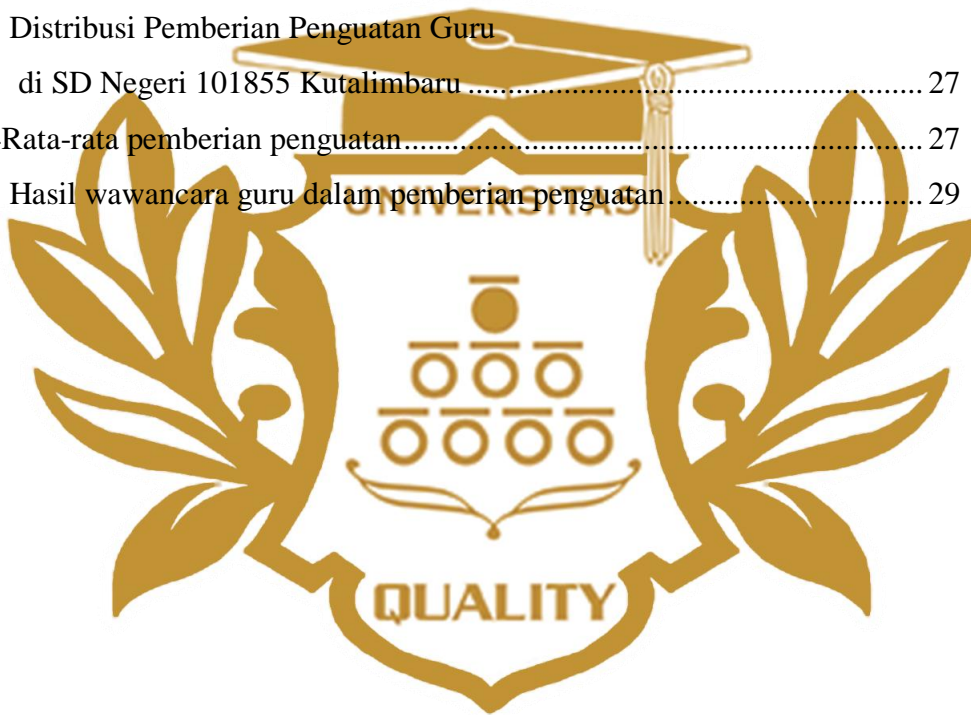 Distribusi Pemberian Penguatan Guru
di SD Negeri 101855 Kutalimbaru ......................................................... 27
Rata-rata pemberian penguatan ................................................................. 27
Hasil wawancara guru dalam pemberian penguatan ................................ 29
UNIVERSITAS
QUALITY